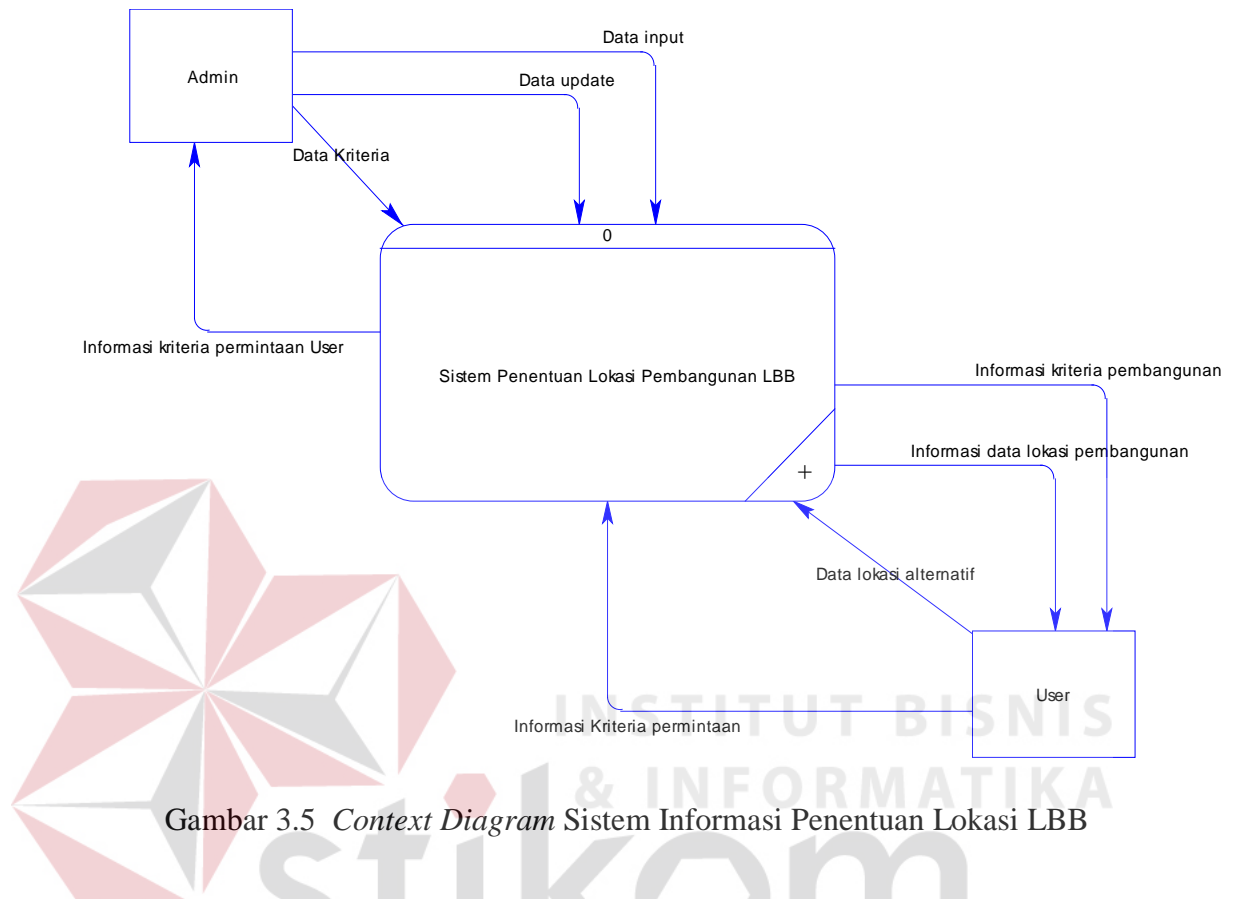 Data input
Data update
Admin
Data Kriteria
0
Informasi kriteria permintaan User
Sistem Penentuan Lokasi Pembangunan LBB
Informasi kriteria pembangunan
Informasi data lokasi pembangunan
+
Data lokasi alternatif
User
Informasi Kriteria permintaan
INSTITUT BISNIS
& INFORMATIKA
Gambar 3.5 Context Diagram Sistem Informasi Penentuan Lokasi LBB
stikom